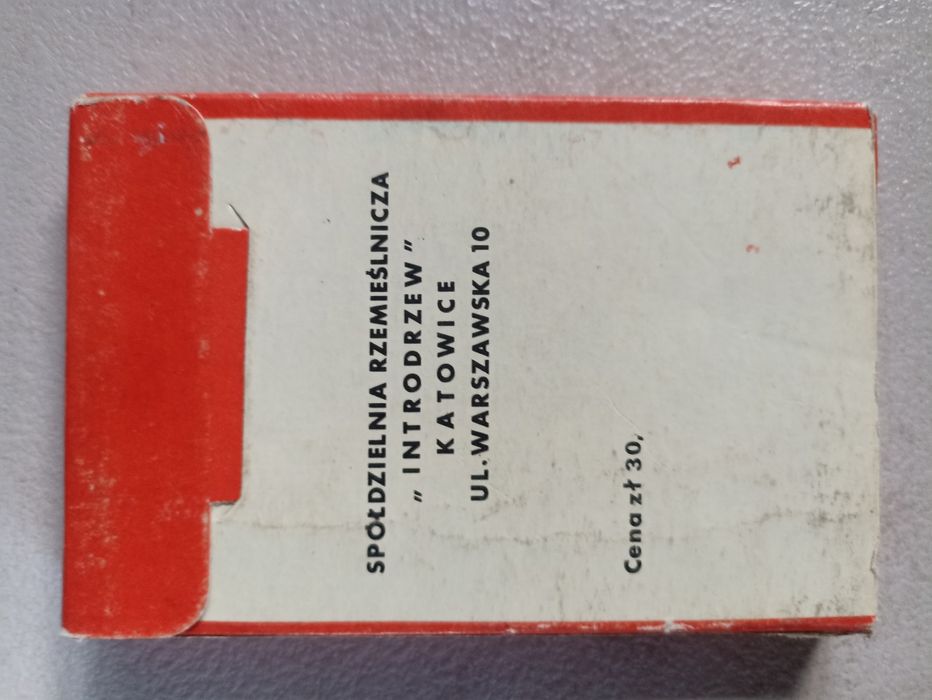 SPÓŁDZIELNIA RZEMIEŚLNICZA
„ INTRODRZEW ”
KATOWICE
UL. WARSZAWSKA 10
Cena zł 30,